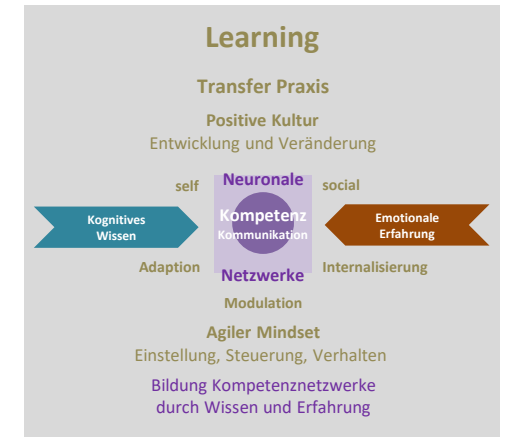 Learning
Transfer Praxis
Positive Kultur
Entwicklung und Veränderung
self
Neuronale
social
Kognitives
Wissen
Kompetenz
Kommunikation
Emotionale
Erfahrung
Adaption
Netzwerke
Internalisierung
Modulation
Agiler Mindset
Einstellung, Steuerung, Verhalten
Bildung Kompetenznetzwerke
durch Wissen und Erfahrung